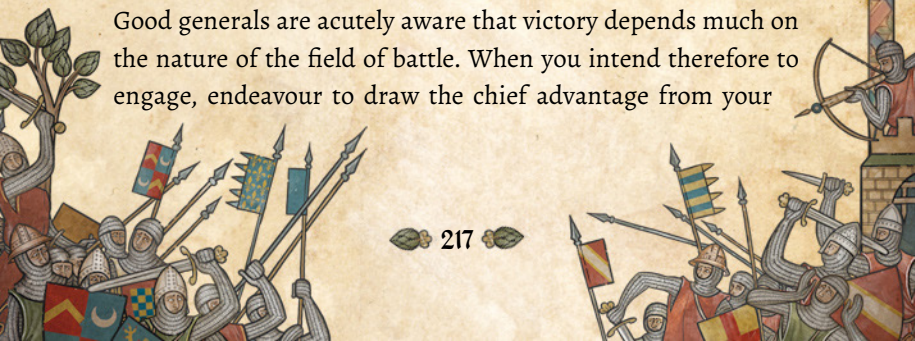 Good generals are acutely aware that victory depends much on
the nature of the field of battle. When you intend therefore to
engage, endeavour to draw the chief advantage from your
217